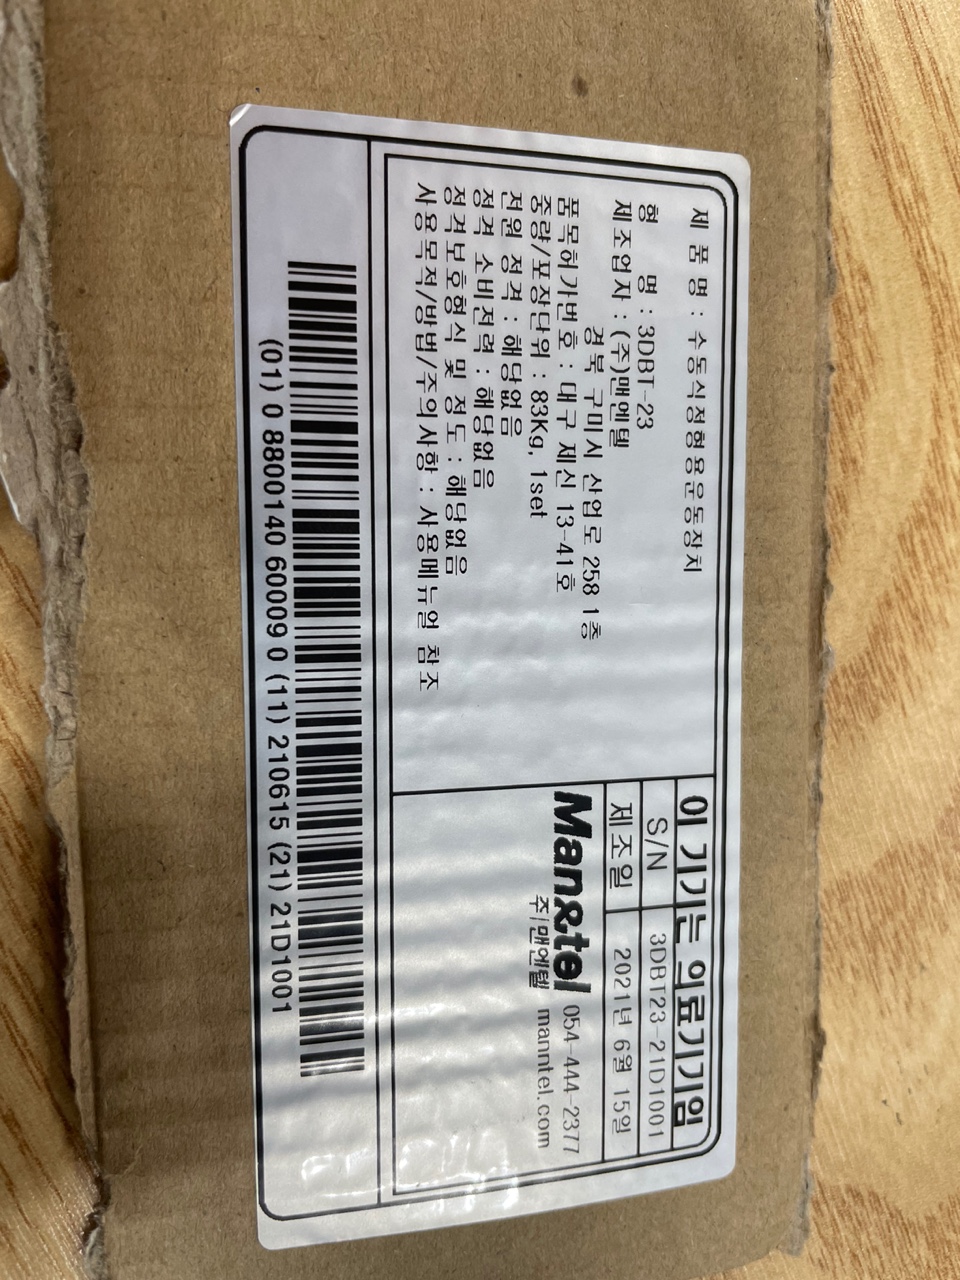 제 품 명 : 수동식정형용운동장치
형 명 : 3DBT-23
제조업자 : (주)맨엔텔
경북 구미시 산업로 258 1층
품목허가번호 : 대구 제신 13-41호
중량/포장단위 : 83Kg, 1set
전원 정격 : 해당없음
정격 소비전력 : 해당없음
정격보호형식 및 정도 : 해당없음
사용목적/방법/주의사항 : 사용메뉴얼 참조
이 기기는 의료기기임
S/N 3DBT23-21D1001
제조일 2021년 6월 15일
Man&tel 054-444-2377
주)맨엔텔 manntel.com
(01) 0 8800140 60009 0 (11) 210615 (21) 21D1001